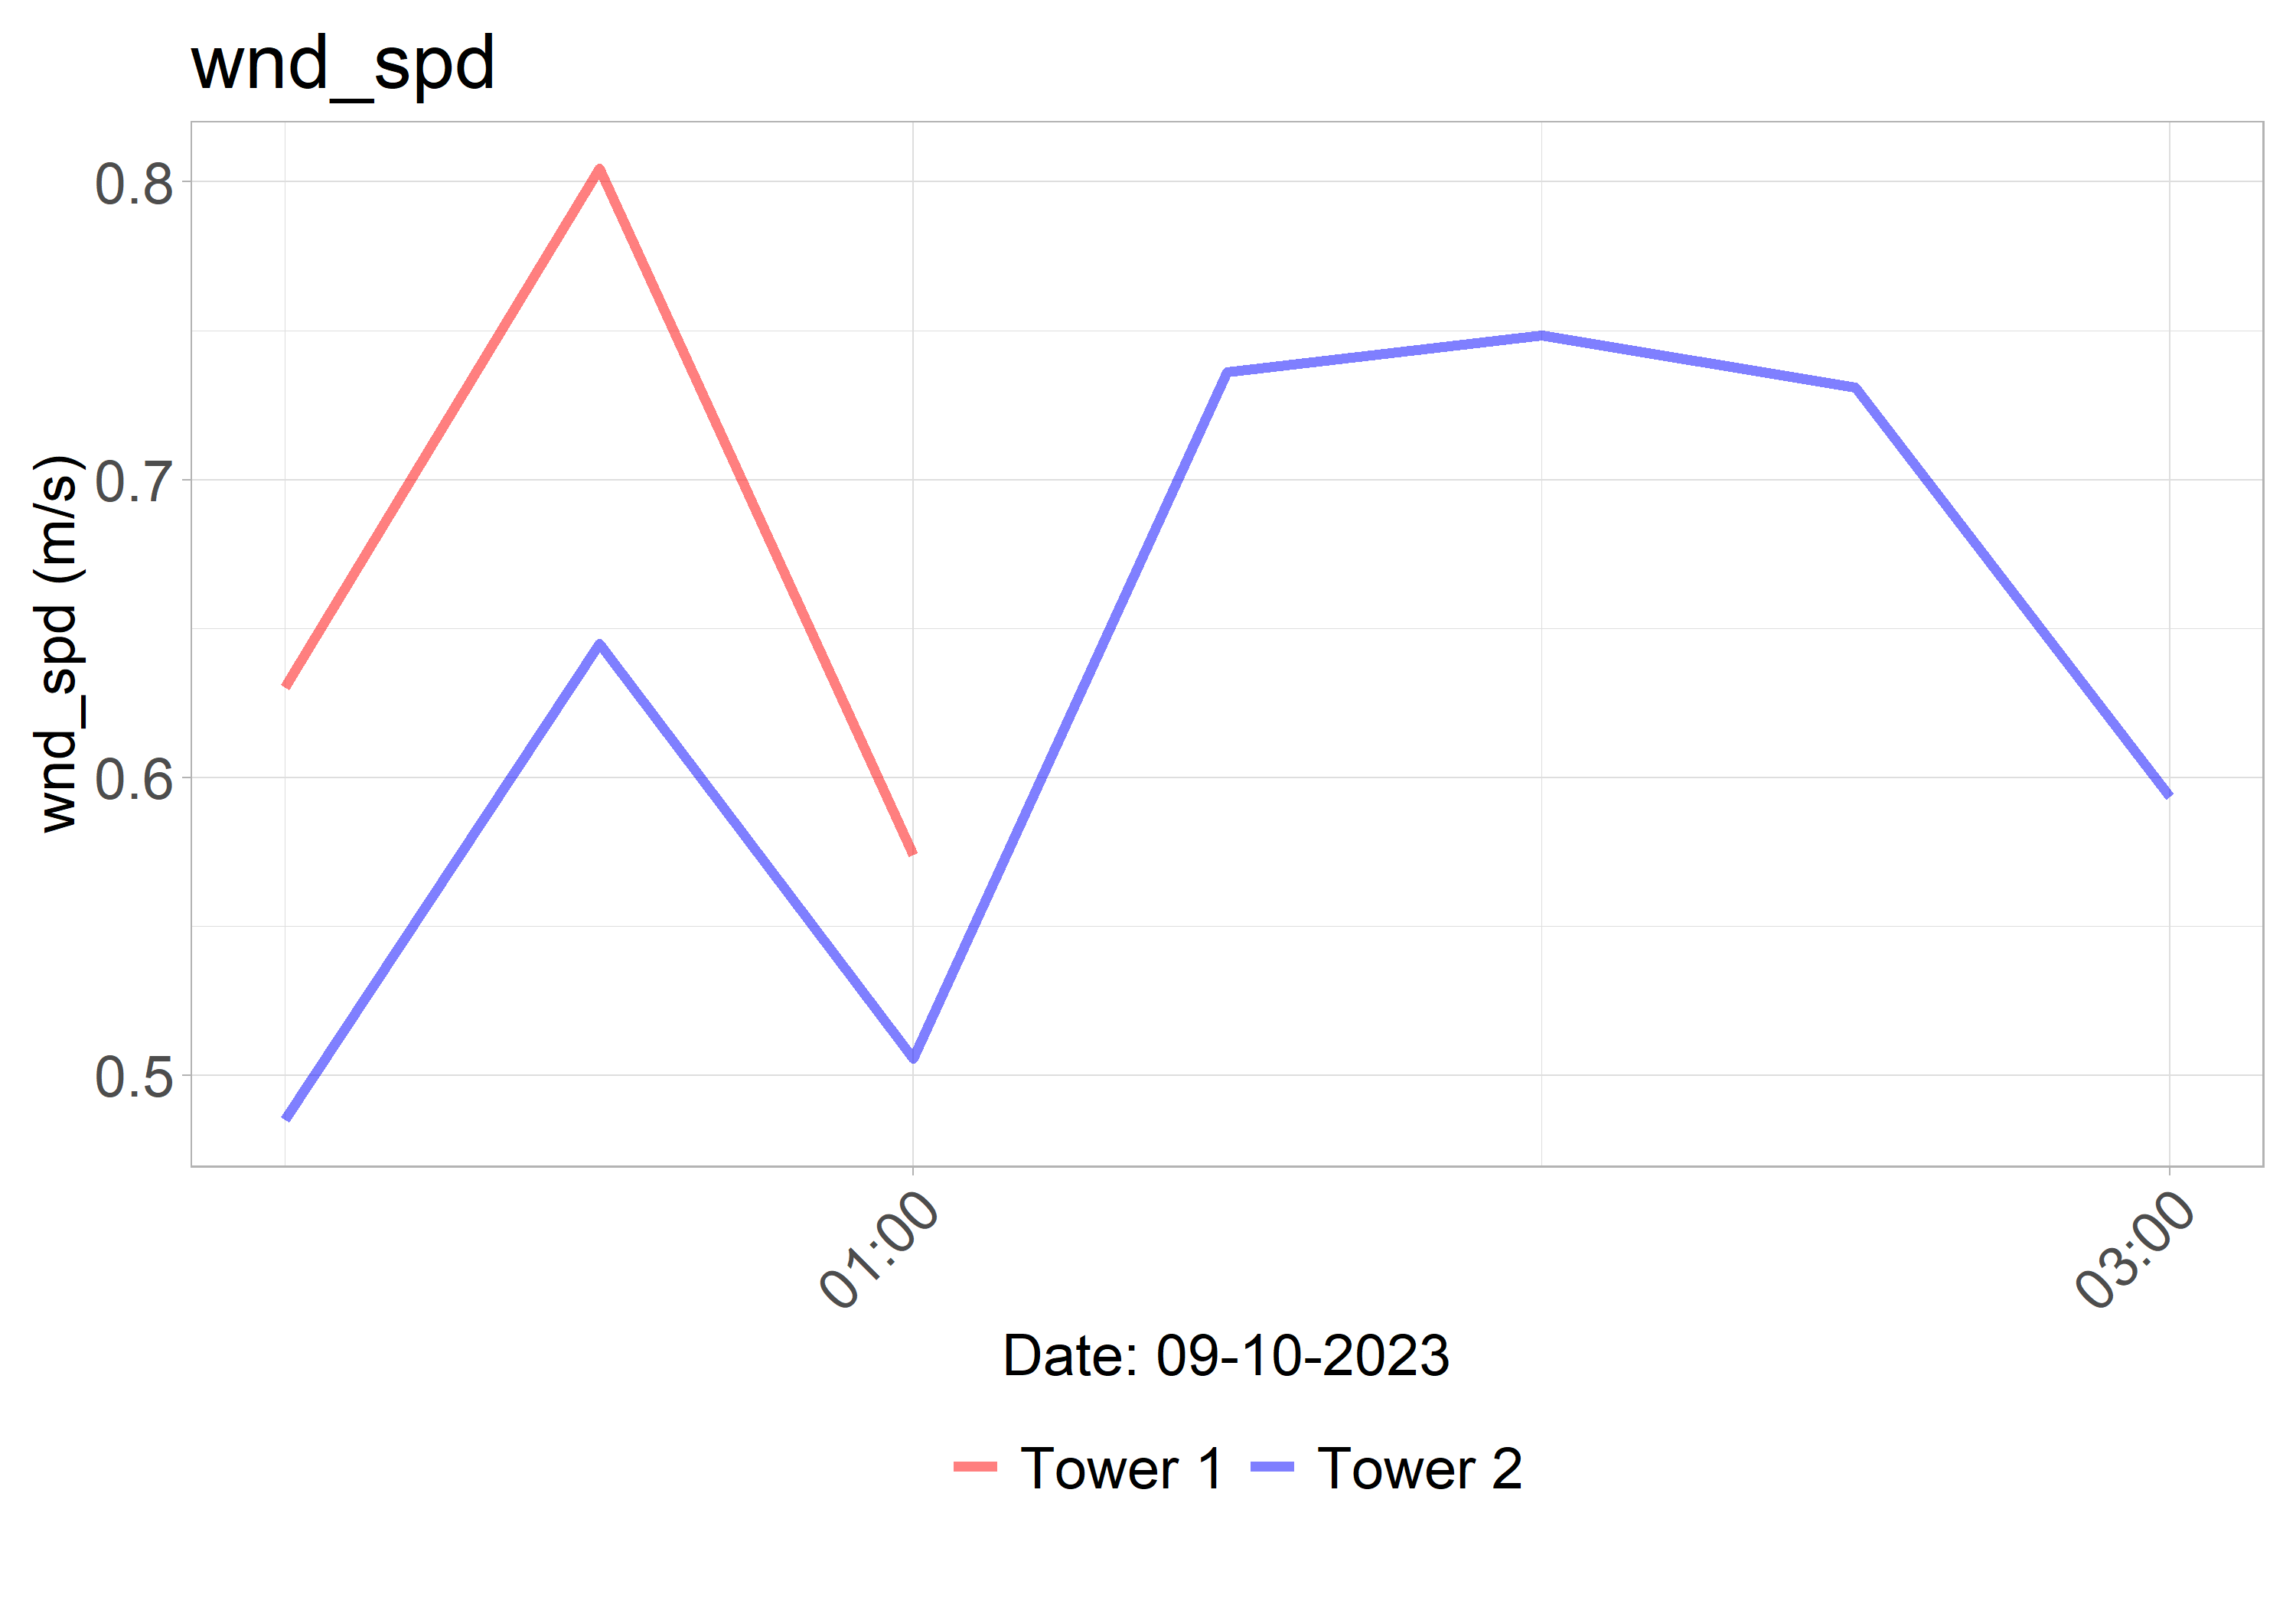 wnd_spd
wnd_spd (m/s)
0.8
0.7
0.6
0.5
01:00
03:00
Date: 09-10-2023
Tower 1
Tower 2